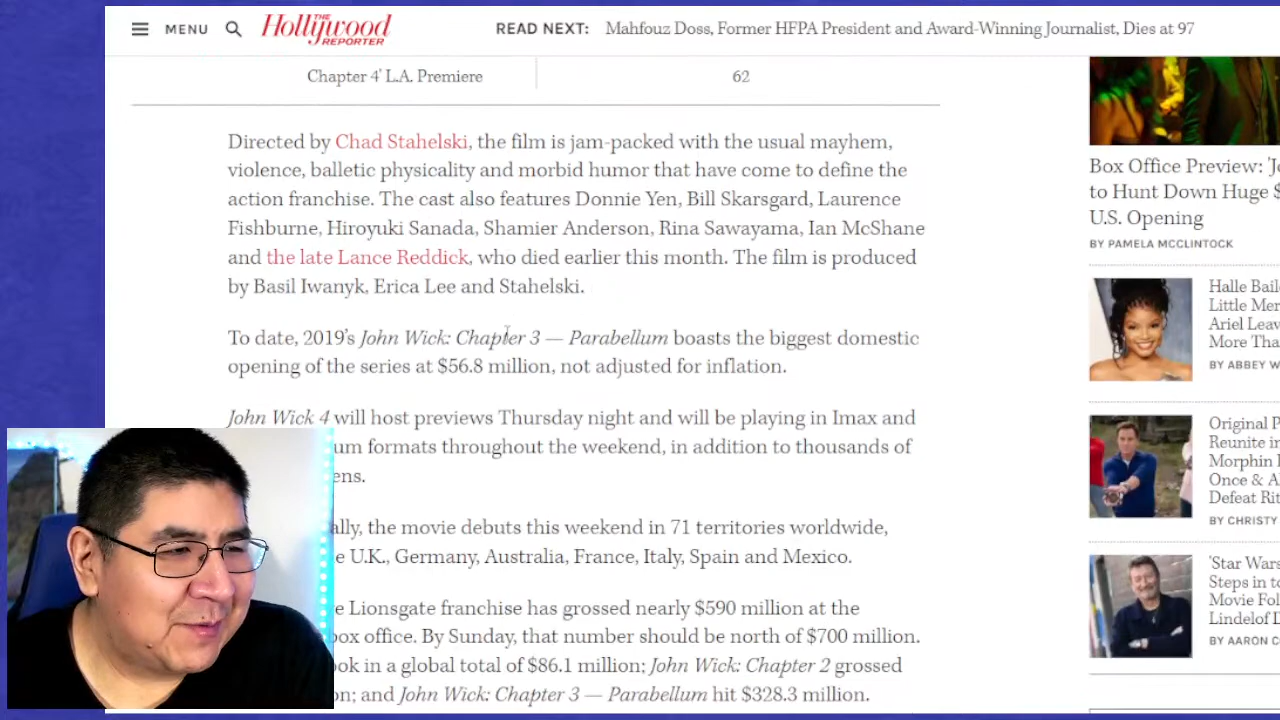 MENU
THE
Hollywood
REPORTER
READ NEXT: Mahfouz Doss, Former HFPA President and Award-Winning Journalist, Dies at 97
Chapter 4' L.A. Premiere
62
Directed by Chad Stahelski, the film is jam-packed with the usual mayhem,
violence, balletic physicality and morbid humor that have come to define the
action franchise. The cast also features Donnie Yen, Bill Skarsgard, Laurence
Fishburne, Hiroyuki Sanada, Shamier Anderson, Rina Sawayama, Ian McShane
and the late Lance Reddick, who died earlier this month. The film is produced
by Basil Iwanyk, Erica Lee and Stahelski.
To date, 2019's John Wick: Chapter 3 — Parabellum boasts the biggest domestic
opening of the series at $56.8 million, not adjusted for inflation.
John Wick 4 will host previews Thursday night and will be playing in Imax and
um formats throughout the weekend, in addition to thousands of
ens.
ally, the movie debuts this weekend in 71 territories worldwide,
e U.K., Germany, Australia, France, Italy, Spain and Mexico.
e Lionsgate franchise has grossed nearly $590 million at the
box office. By Sunday, that number should be north of $700 million.
ok in a global total of $86.1 million; John Wick: Chapter 2 grossed
on; and John Wick: Chapter 3 — Parabellum hit $328.3 million.
Box Office Preview: 'Jo
to Hunt Down Huge $
U.S. Opening
BY PAMELA MCCLINTOCK
Halle Baile
Little Mer
Ariel Leav
More Tha
BY ABBEY W
Original P
Reunite in
Morphin
Once & A
Defeat Rit
BY CHRISTY
'Star Wars
Steps in to
Movie Fol
Lindelof D
BY AARON CO